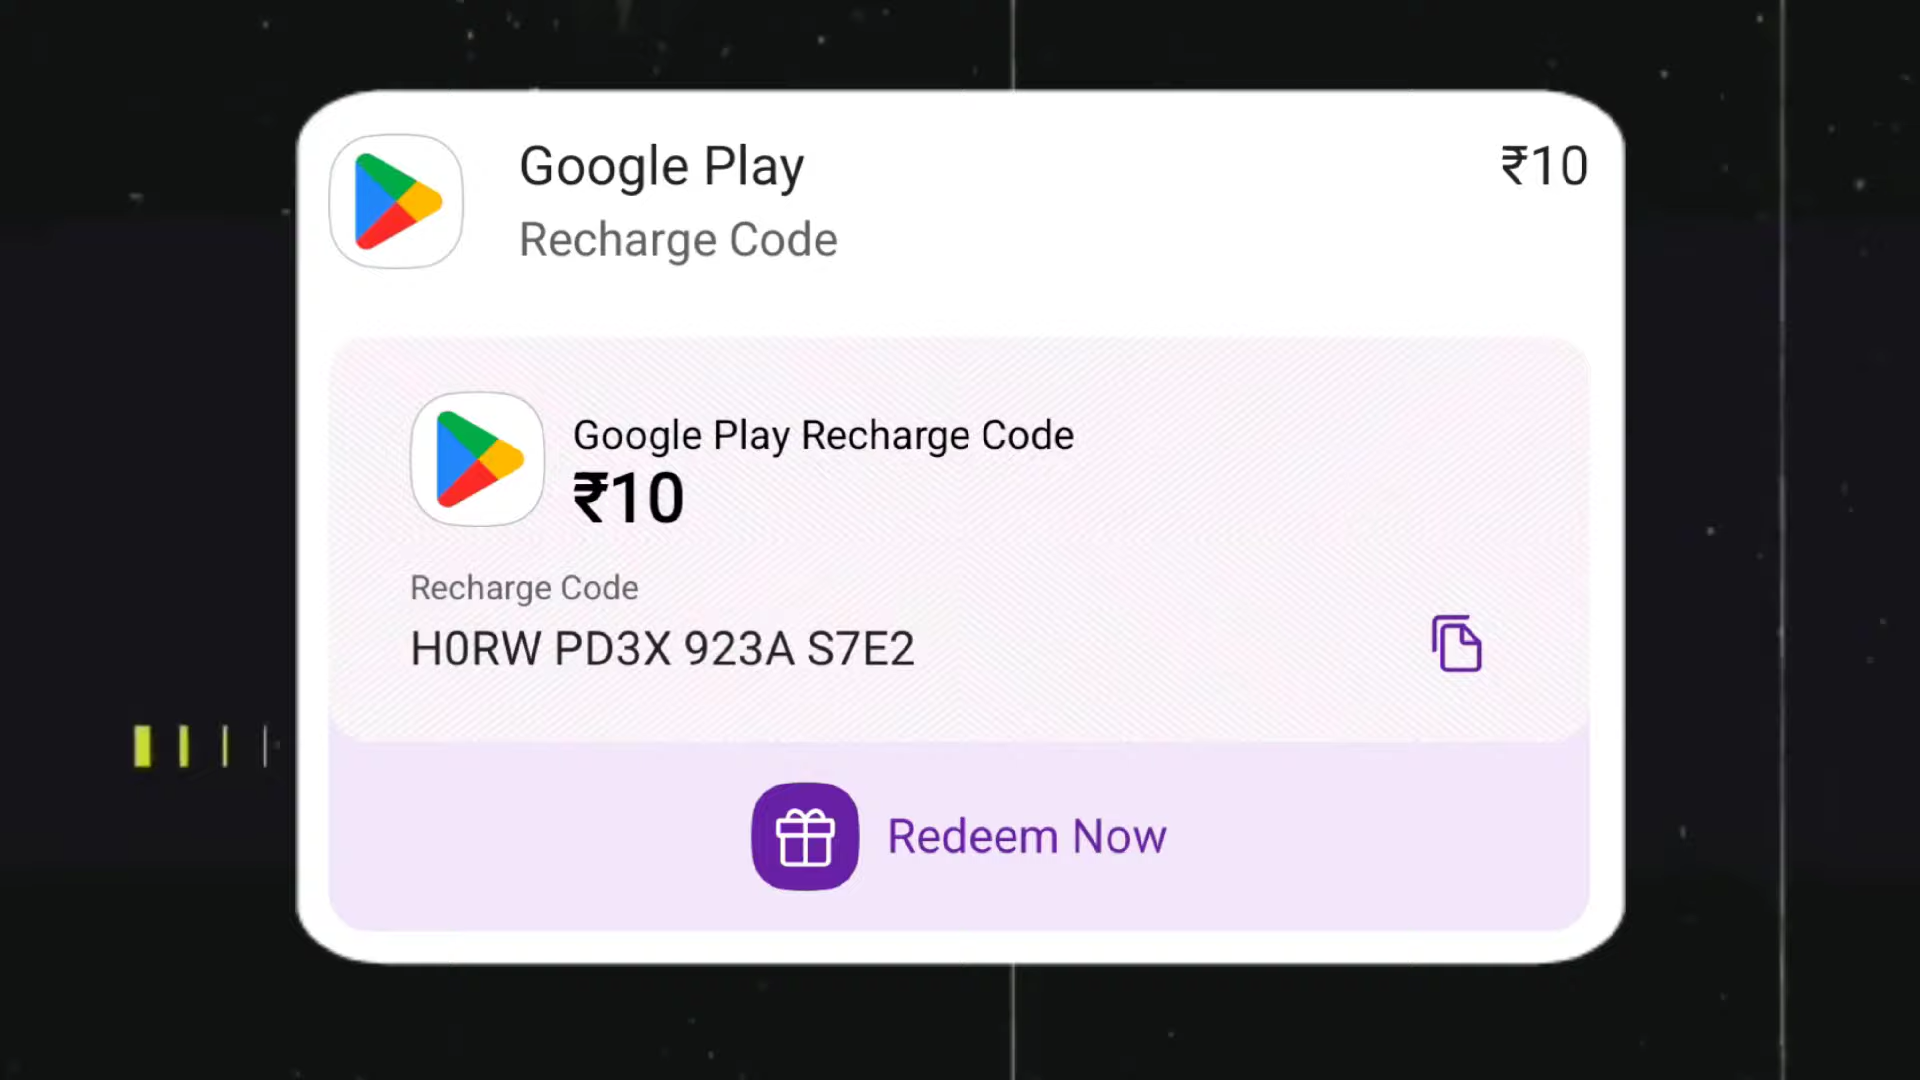 Google Play
₹10
Recharge Code
Google Play Recharge Code
₹10
Recharge Code
H0RW PD3X 923A S7E2
Redeem Now